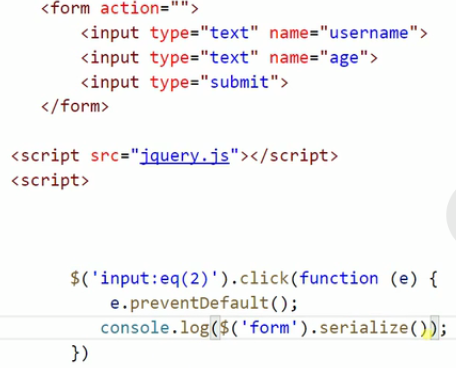 <form action="">
<input type="text" name="username">
<input type="text" name="age">
<input type="submit">
</form>
<script src="jquery.js"></script>
<script>
$('input:eq(2)').click(function (e) {
e.preventDefault();
console.log($('form').serialize());
})